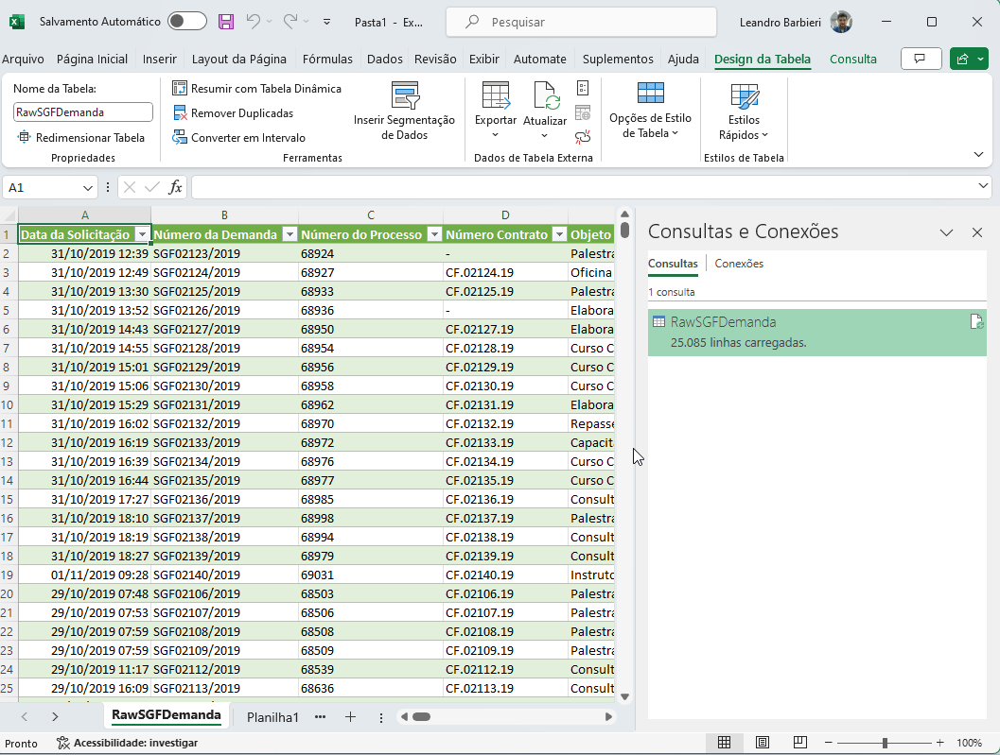 Salvamento Automático
Pasta1 - Ex...
Pesquisar
Leandro Barbieri
Arquivo Página Inicial Inserir Layout da Página Fórmulas Dados Revisão Exibir Automate Suplementos Ajuda Design da Tabela Consulta
Nome da Tabela:
RawSGFDemanda
Redimensionar Tabela
Propriedades
Resumir com Tabela Dinâmica
Remover Duplicadas
Converter em Intervalo
Inserir Segmentação
de Dados
Ferramentas
Exportar
Atualizar
Dados de Tabela Externa
Opções de Estilo
de Tabela
Estilos
Rápidos
Estilos de Tabela
A1
fx
A B C D
1 Data da Solicitação Número da Demanda Número do Processo Número Contrato Objeto
2 31/10/2019 12:39 SGF02123/2019 68924 - Palestra
3 31/10/2019 12:49 SGF02124/2019 68927 CF.02124.19 Oficina
4 31/10/2019 13:30 SGF02125/2019 68933 CF.02125.19 Palestra
5 31/10/2019 13:52 SGF02126/2019 68936 - Elabora
6 31/10/2019 14:43 SGF02127/2019 68950 CF.02127.19 Elabora
7 31/10/2019 14:55 SGF02128/2019 68954 CF.02128.19 Curso C
8 31/10/2019 15:01 SGF02129/2019 68956 CF.02129.19 Curso C
9 31/10/2019 15:06 SGF02130/2019 68958 CF.02130.19 Curso C
10 31/10/2019 15:29 SGF02131/2019 68962 CF.02131.19 Elabora
11 31/10/2019 16:02 SGF02132/2019 68970 CF.02132.19 Repasse
12 31/10/2019 16:19 SGF02133/2019 68972 CF.02133.19 Capacit
13 31/10/2019 16:39 SGF02134/2019 68976 CF.02134.19 Curso C
14 31/10/2019 16:44 SGF02135/2019 68977 CF.02135.19 Curso C
15 31/10/2019 17:27 SGF02136/2019 68985 CF.02136.19 Consult
16 31/10/2019 18:10 SGF02137/2019 68998 CF.02137.19 Palestra
17 31/10/2019 18:19 SGF02138/2019 68994 CF.02138.19 Consult
18 31/10/2019 18:27 SGF02139/2019 68979 CF.02139.19 Consult
19 01/11/2019 09:28 SGF02140/2019 69031 CF.02140.19 Instruto
20 29/10/2019 07:48 SGF02106/2019 68503 CF.02106.19 Palestra
21 29/10/2019 07:53 SGF02107/2019 68506 CF.02107.19 Palestra
22 29/10/2019 07:59 SGF02108/2019 68508 CF.02108.19 Palestra
23 29/10/2019 07:59 SGF02109/2019 68509 CF.02109.19 Palestra
24 29/10/2019 11:17 SGF02112/2019 68539 CF.02112.19 Consult
25 29/10/2019 16:09 SGF02113/2019 68636 CF.02113.19 Consult
Consultas e Conexões
Consultas Conexões
1 consulta
RawSGFDemanda
25.085 linhas carregadas.
RawSGFDemanda Planilha1
Pronto
Acessibilidade: investigar
100%